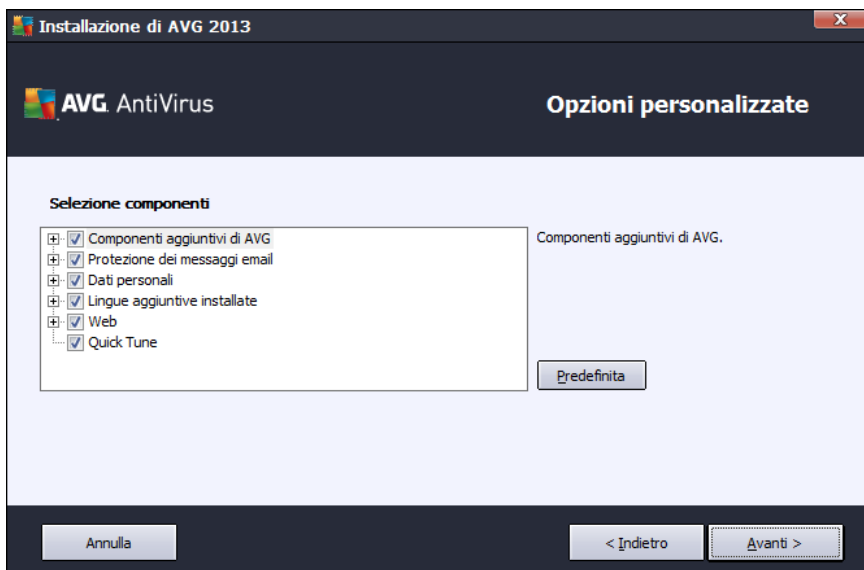 Installazione di AVG 2013
AVG. AntiVirus
Opzioni personalizzate
Selezione componenti
Componenti aggiuntivi di AVG
Protezione dei messaggi email
Dati personali
Lingue aggiuntive installate
Web
Quick Tune
Componenti aggiuntivi di AVG.
Predefinita
Annulla
< Indietro
Avanti >